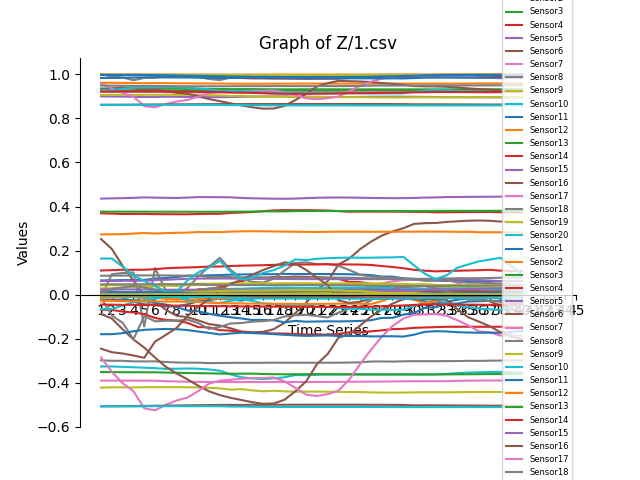 Graph of Z/1.csv
Values
1.0
0.8
0.6
0.4
0.2
0.0
−0.2
−0.4
−0.6
Time Series
Sensor3
Sensor4
Sensor5
Sensor6
Sensor7
Sensor8
Sensor9
Sensor10
Sensor11
Sensor12
Sensor13
Sensor14
Sensor15
Sensor16
Sensor17
Sensor18
Sensor19
Sensor20
Sensor1
Sensor2
Sensor3
Sensor4
Sensor5
Sensor6
Sensor7
Sensor8
Sensor9
Sensor10
Sensor11
Sensor12
Sensor13
Sensor14
Sensor15
Sensor16
Sensor17
Sensor18